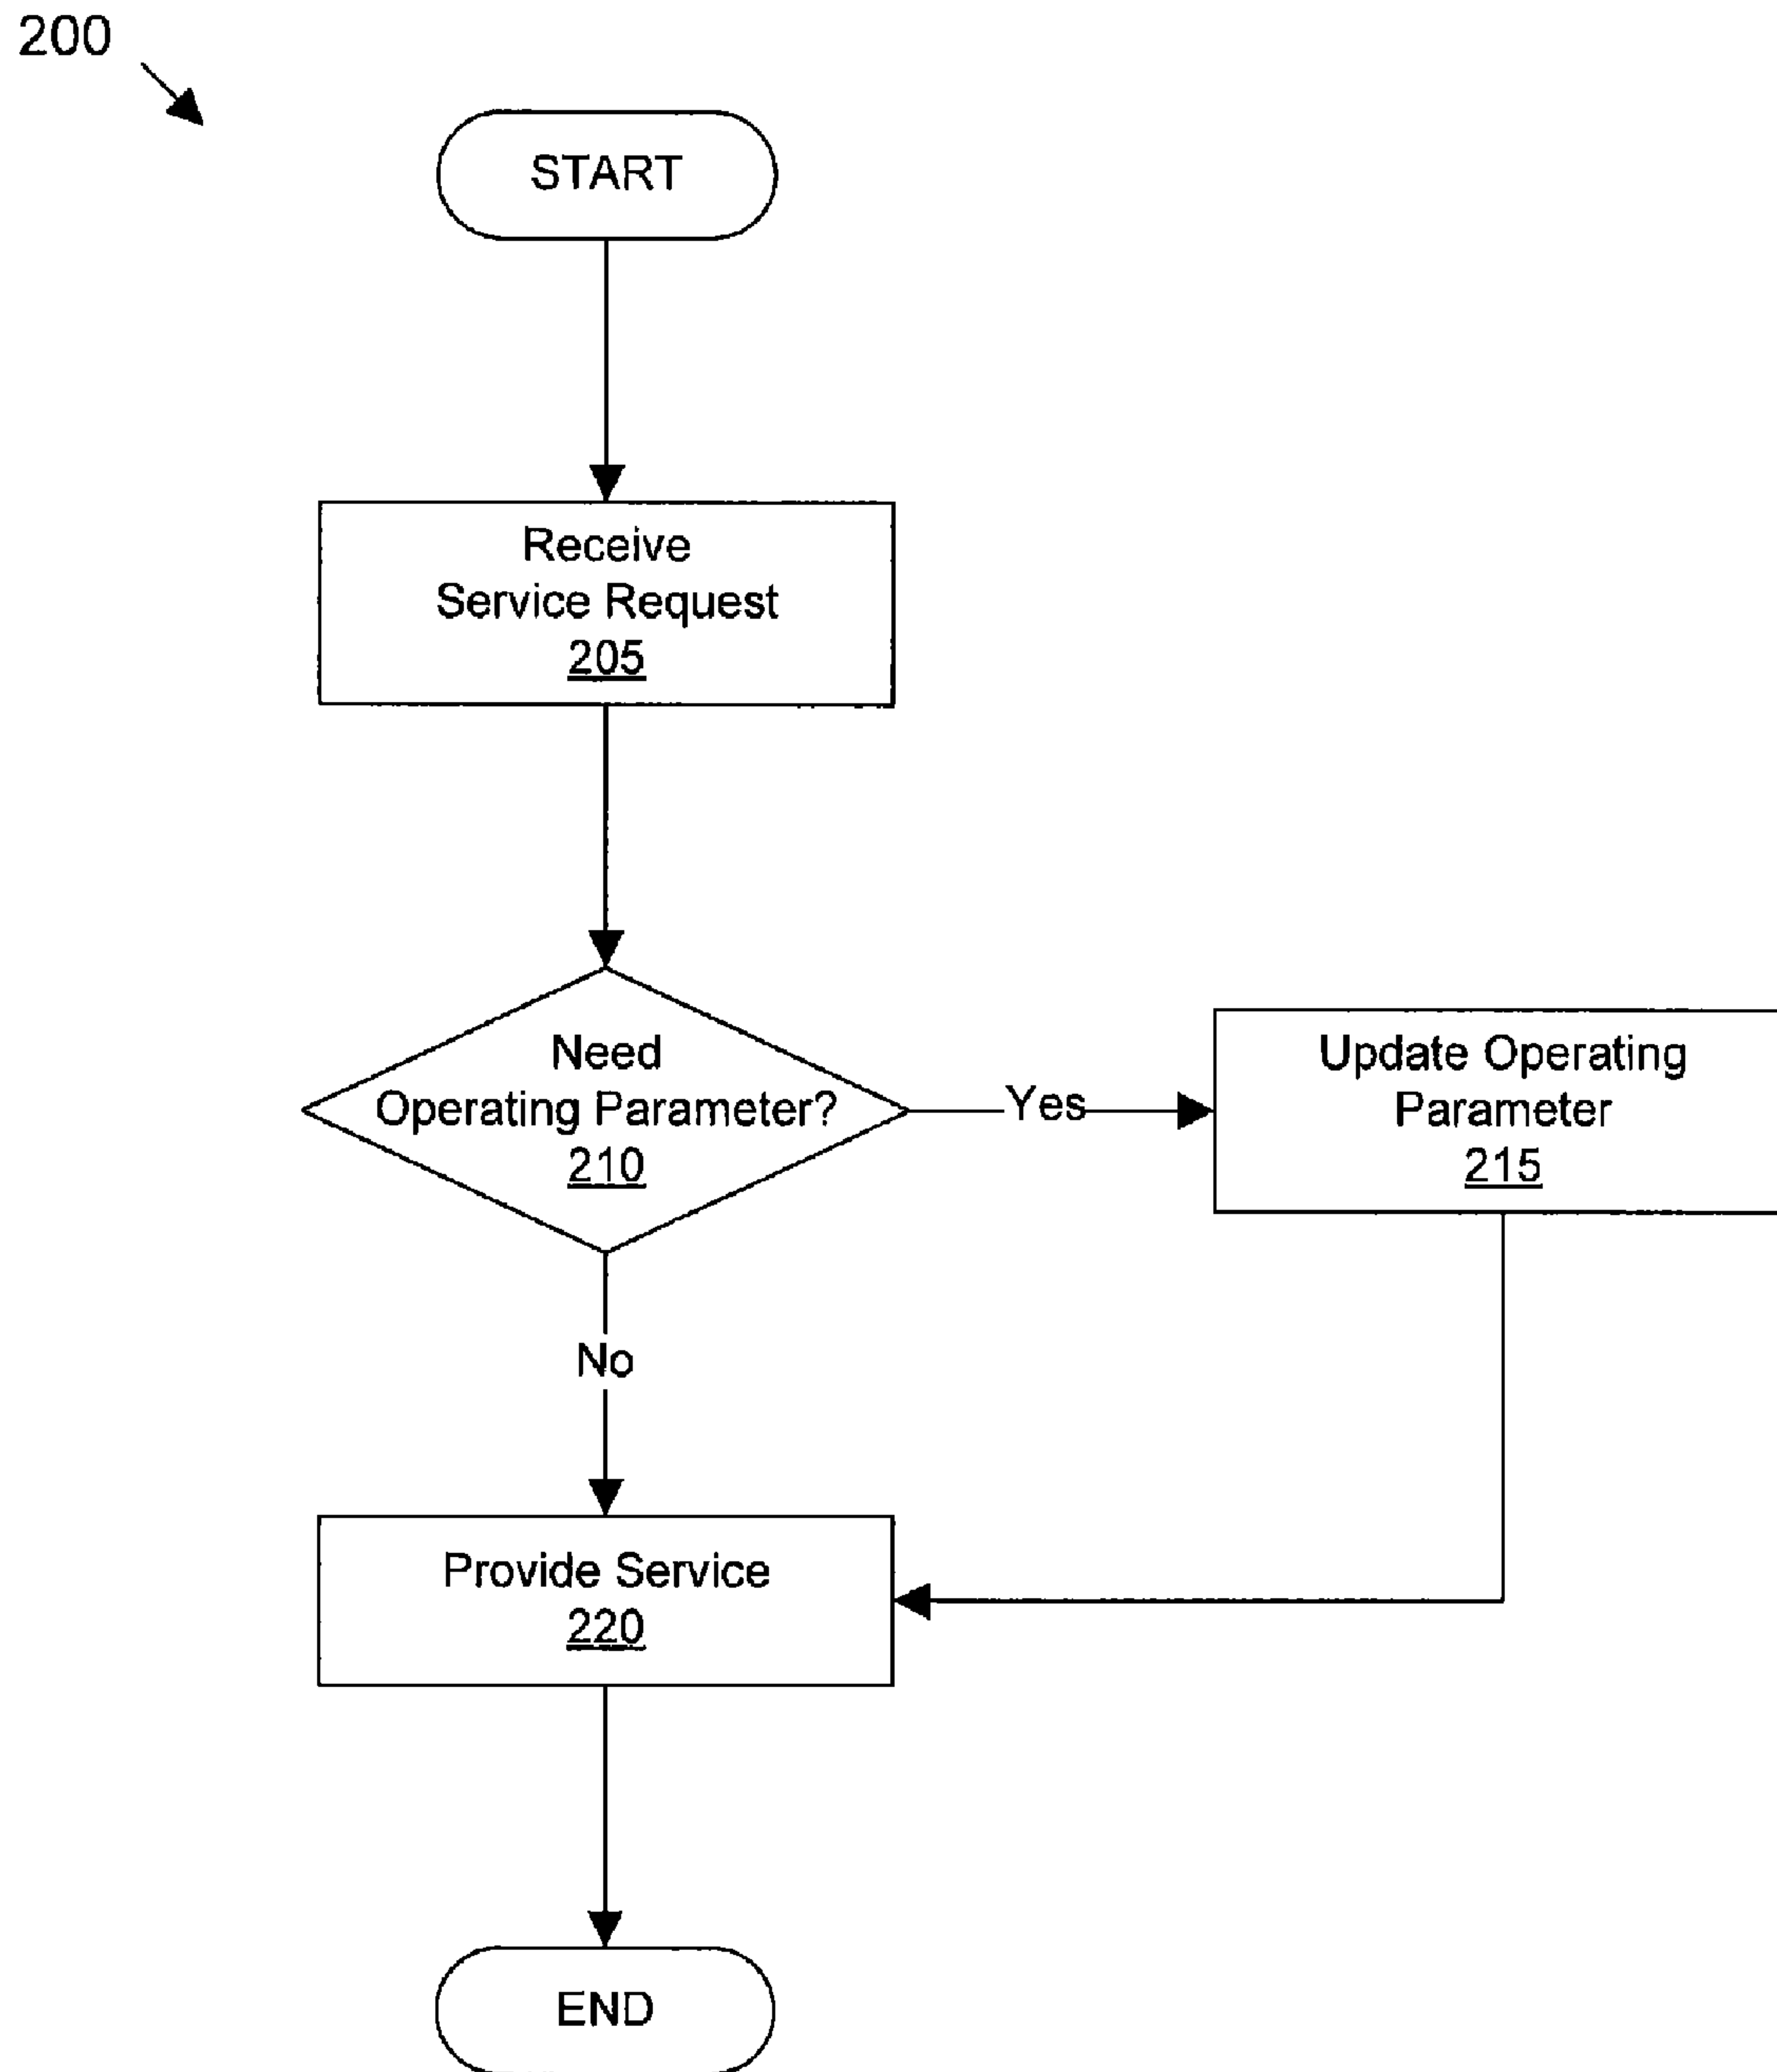 200
START
Receive
Service Request
205
Need
Operating Parameter?
210
Yes
Update Operating
Parameter
215
No
Provide Service
220
END